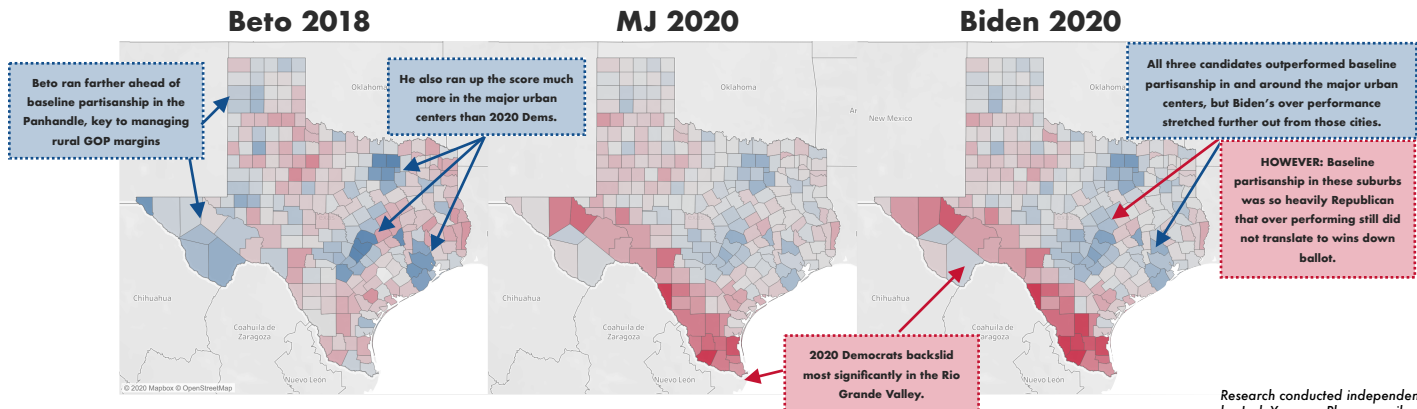 Beto 2018
MJ 2020
Biden 2020
Beto ran farther ahead of
baseline partisanship in the
Panhandle, key to managing
rural GOP margins
He also ran up the score much
more in the major urban
centers than 2020 Dems.
All three candidates outperformed baseline
partisanship in and around the major urban
centers, but Biden's over performance
stretched further out from those cities.
HOWEVER: Baseline
partisanship in these suburbs
was so heavily Republican
that over performing still did
not translate to wins down
ballot.
2020 Democrats backslid
most significantly in the Rio
Grande Valley.
Oklahoma
Chihuahua
Coahuila de
Zaragoza
Nuevo León
© 2020 Mapbox © OpenStreetMap
Oklahoma
Chihuahua
Coahuila de
Zaragoza
Nuevo León
Ar
New Mexico
Oklahoma
Chihuahua
Coahuila de
Zaragoza
Nuevo León
Research conducted independen